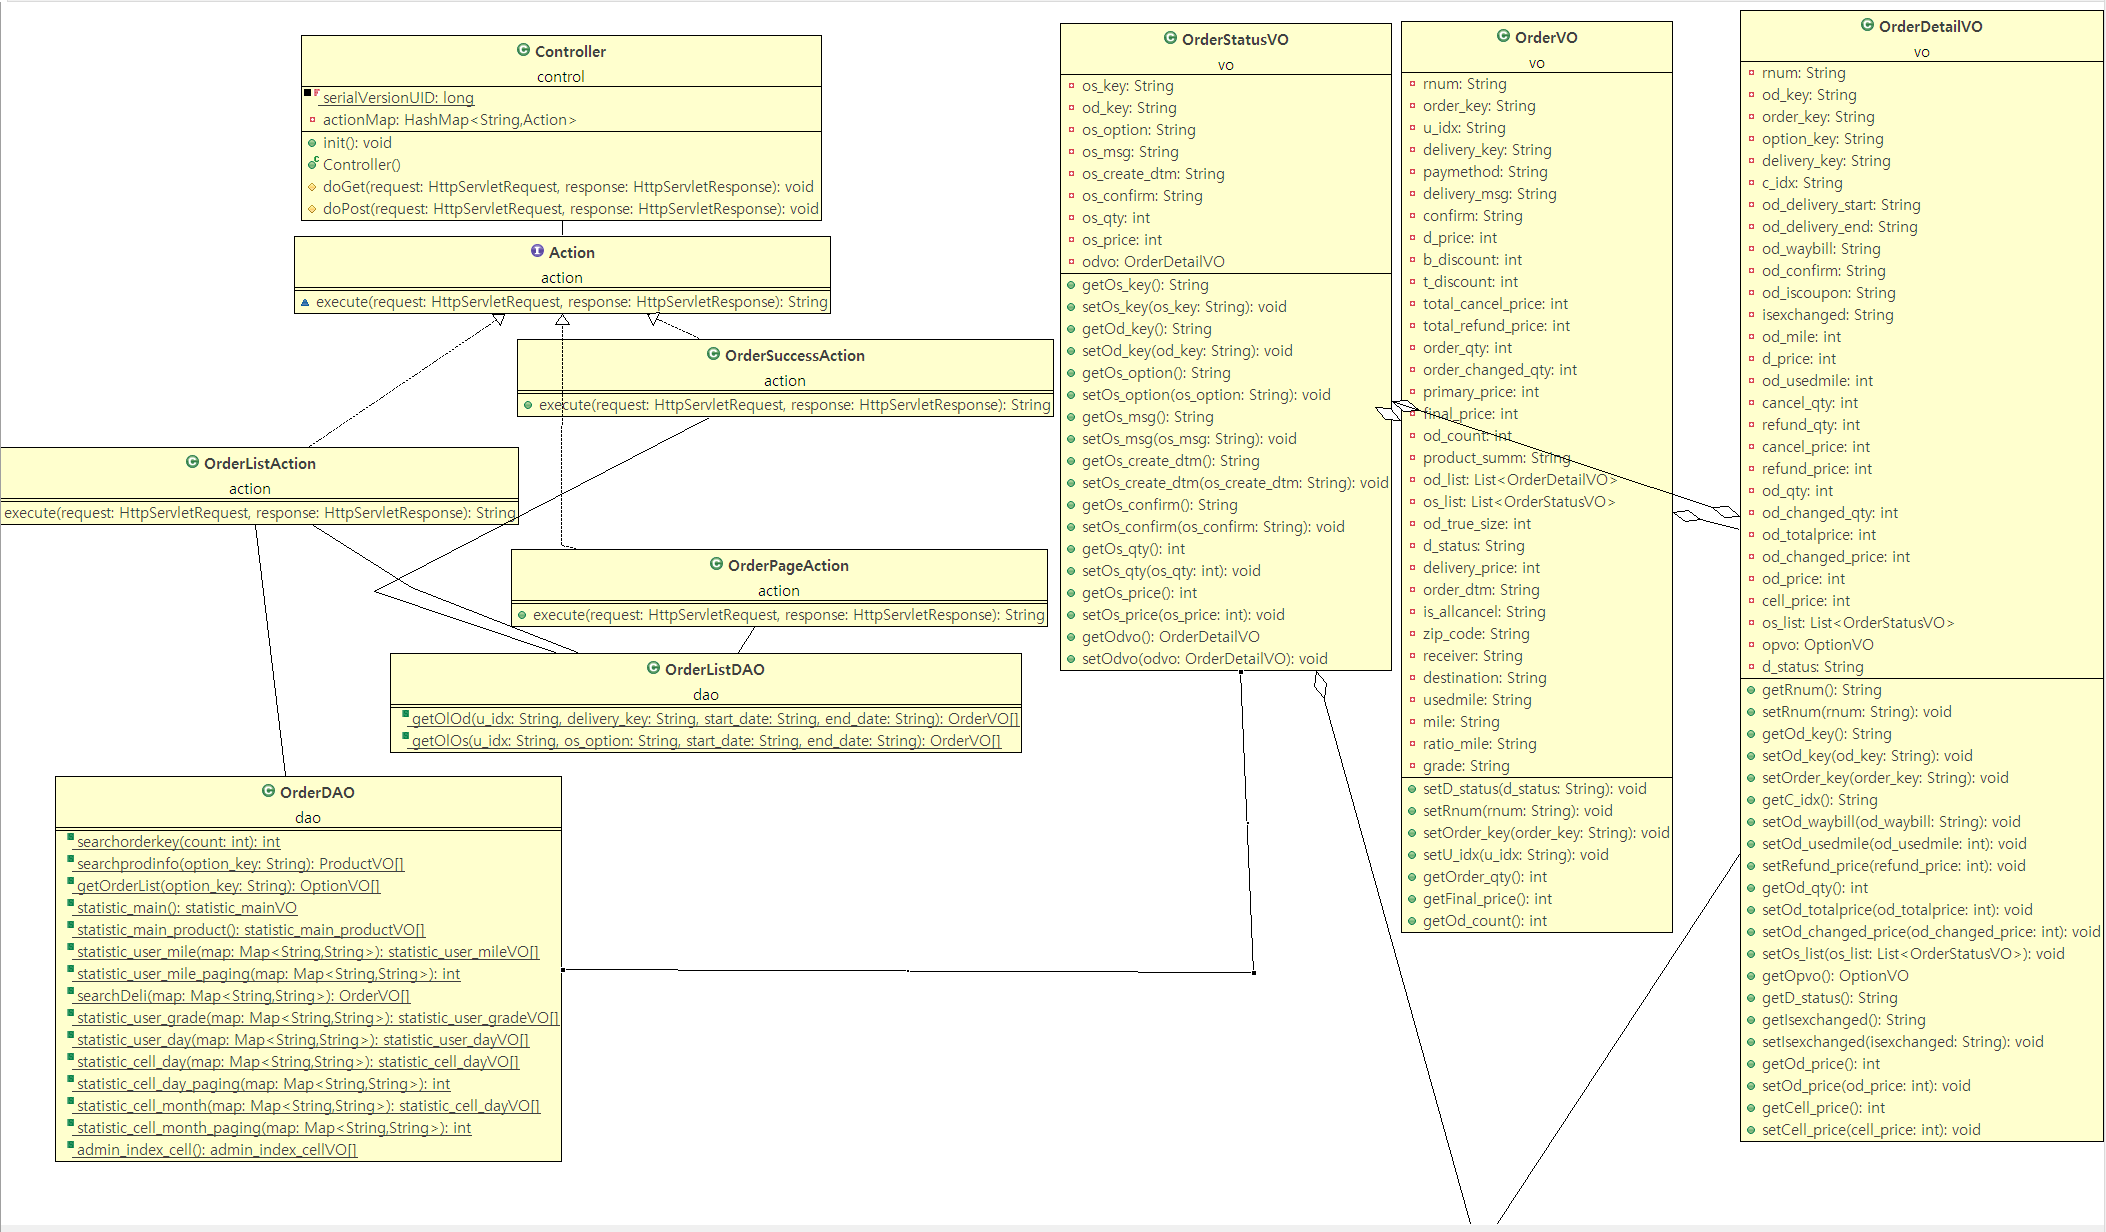 Controller
control
serialVersionUID: long
actionMap: HashMap<String,Action>
init(): void
Controller()
doGet(request: HttpServletRequest, response: HttpServletResponse): void
doPost(request: HttpServletRequest, response: HttpServletResponse): void
Action
action
execute(request: HttpServletRequest, response: HttpServletResponse): String
OrderSuccessAction
action
execute(request: HttpServletRequest, response: HttpServletResponse): String
OrderListAction
action
execute(request: HttpServletRequest, response: HttpServletResponse): String
OrderPageAction
action
execute(request: HttpServletRequest, response: HttpServletResponse): String
OrderListDAO
dao
getOlOd(u_idx: String, delivery_key: String, start_date: String, end_date: String): OrderVO[]
getOlOs(u_idx: String, os_option: String, start_date: String, end_date: String): OrderVO[]
OrderDAO
dao
searchorderkey(count: int): int
searchprodinfo(option_key: String): ProductVO[]
getOrderList(option_key: String): OptionVO[]
statistic_main(): statistic_mainVO
statistic_main_product(): statistic_main_productVO[]
statistic_user_mile(map: Map<String,String>): statistic_user_mileVO[]
statistic_user_mile_paging(map: Map<String,String>): int
searchDeli(map: Map<String,String>): OrderVO[]
statistic_user_grade(map: Map<String,String>): statistic_user_gradeVO[]
statistic_user_day(map: Map<String,String>): statistic_user_dayVO[]
statistic_cell_day(map: Map<String,String>): statistic_cell_dayVO[]
statistic_cell_day_paging(map: Map<String,String>): int
statistic_cell_month(map: Map<String,String>): statistic_cell_dayVO[]
statistic_cell_month_paging(map: Map<String,String>): int
admin_index_cell(): admin_index_cellVO[]
OrderStatusVO
vo
os_key: String
od_key: String
os_option: String
os_msg: String
os_create_dtm: String
os_confirm: String
os_qty: int
os_price: int
odvo: OrderDetailVO
getOs_key(): String
setOs_key(os_key: String): void
getOd_key(): String
setOd_key(od_key: String): void
getOs_option(): String
setOs_option(os_option: String): void
getOs_msg(): String
setOs_msg(os_msg: String): void
getOs_create_dtm(): String
setOs_create_dtm(os_create_dtm: String): void
getOs_confirm(): String
setOs_confirm(os_confirm: String): void
getOs_qty(): int
setOs_qty(os_qty: int): void
getOs_price(): int
setOs_price(os_price: int): void
getOdvo(): OrderDetailVO
setOdvo(odvo: OrderDetailVO): void
OrderVO
vo
rnum: String
order_key: String
u_idx: String
delivery_key: String
paymethod: String
delivery_msg: String
confirm: String
d_price: int
b_discount: int
t_discount: int
total_cancel_price: int
total_refund_price: int
order_qty: int
order_changed_qty: int
primary_price: int
final_price: int
od_count: int
product_summ: String
od_list: List<OrderDetailVO>
os_list: List<OrderStatusVO>
od_true_size: int
d_status: String
delivery_price: int
order_dtm: String
is_allcancel: String
zip_code: String
receiver: String
destination: String
usedmile: String
mile: String
ratio_mile: String
grade: String
setD_status(d_status: String): void
setRnum(rnum: String): void
setOrder_key(order_key: String): void
setU_idx(u_idx: String): void
getOrder_qty(): int
getFinal_price(): int
getOd_count(): int
OrderDetailVO
vo
rnum: String
od_key: String
order_key: String
option_key: String
delivery_key: String
c_idx: String
od_delivery_start: String
od_delivery_end: String
od_waybill: String
od_confirm: String
od_iscoupon: String
isexchanged: String
od_mile: int
d_price: int
od_usedmile: int
cancel_qty: int
refund_qty: int
cancel_price: int
refund_price: int
od_qty: int
od_changed_qty: int
od_totalprice: int
od_changed_price: int
od_price: int
cell_price: int
os_list: List<OrderStatusVO>
opvo: OptionVO
d_status: String
getRnum(): String
setRnum(rnum: String): void
getOd_key(): String
setOd_key(od_key: String): void
setOrder_key(order_key: String): void
getC_idx(): String
setOd_waybill(od_waybill: String): void
setOd_usedmile(od_usedmile: int): void
setRefund_price(refund_price: int): void
getOd_qty(): int
setOd_totalprice(od_totalprice: int): void
setOd_changed_price(od_changed_price: int): void
setOs_list(os_list: List<OrderStatusVO>): void
getOpvo(): OptionVO
getD_status(): String
getIsexchanged(): String
setIsexchanged(isexchanged: String): void
getOd_price(): int
setOd_price(od_price: int): void
getCell_price(): int
setCell_price(cell_price: int): void